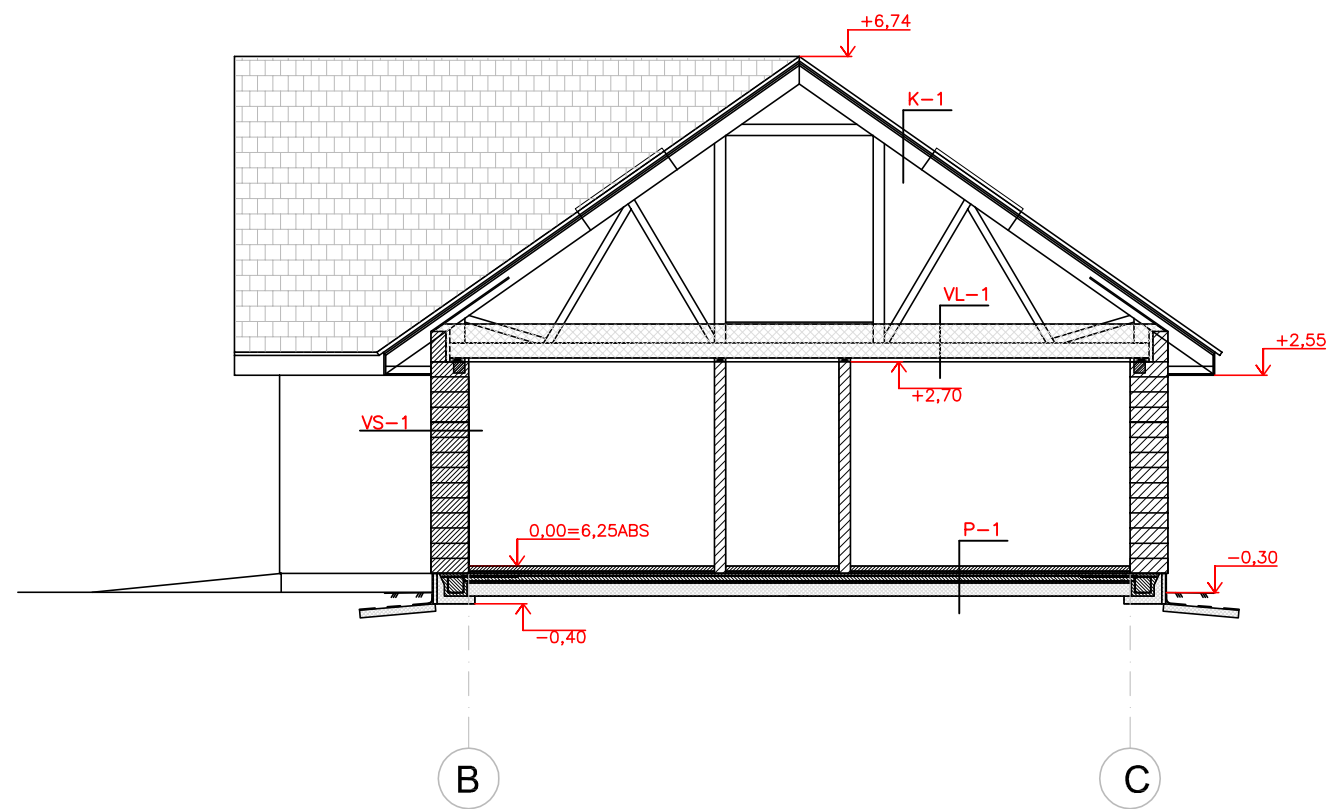 +6,74
K-1
VL-1
+2,55
+2,70
VS-1
0,00=6,25ABS
P-1
-0,30
-0,40
B
C